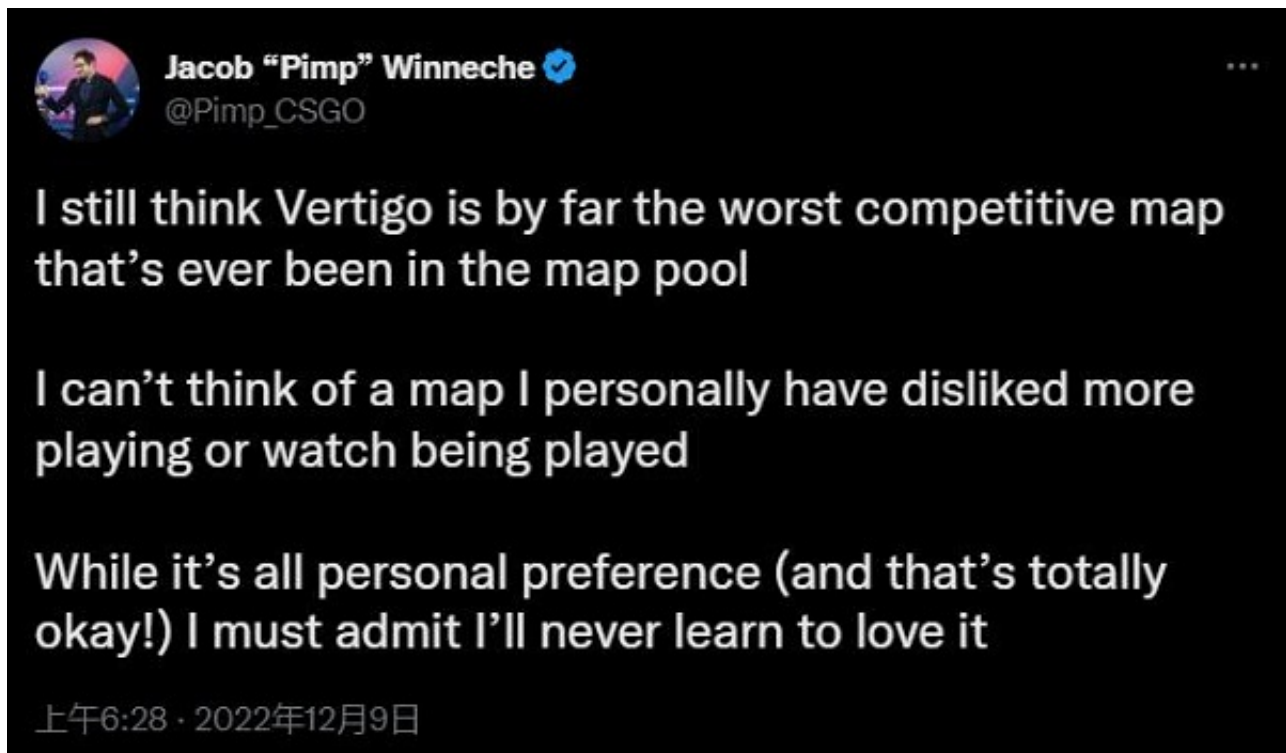 Jacob “Pimp” Winneche
@Pimp_CSGO
I still think Vertigo is by far the worst competitive map
that’s ever been in the map pool
I can’t think of a map I personally have disliked more
playing or watch being played
While it’s all personal preference (and that’s totally
okay!) I must admit I’ll never learn to love it
上午6:28 · 2022年12月9日